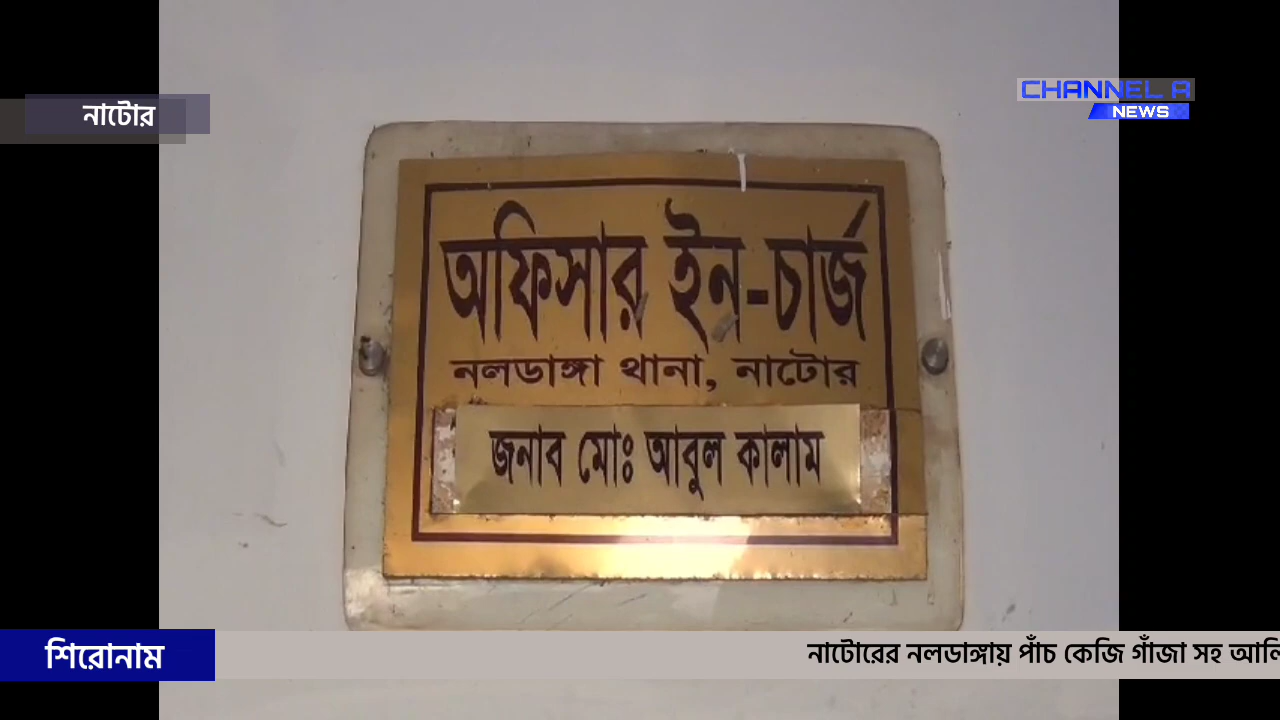 নাটোর
CHANNEL A
NEWS
অফিসার ইন-চার্জ
নলডাঙ্গা থানা, নাটোর
জনাব মোঃ আবুল কালাম
শিরোনাম
নাটোরের নলডাঙ্গায় পাঁচ কেজি গাঁজা সহ